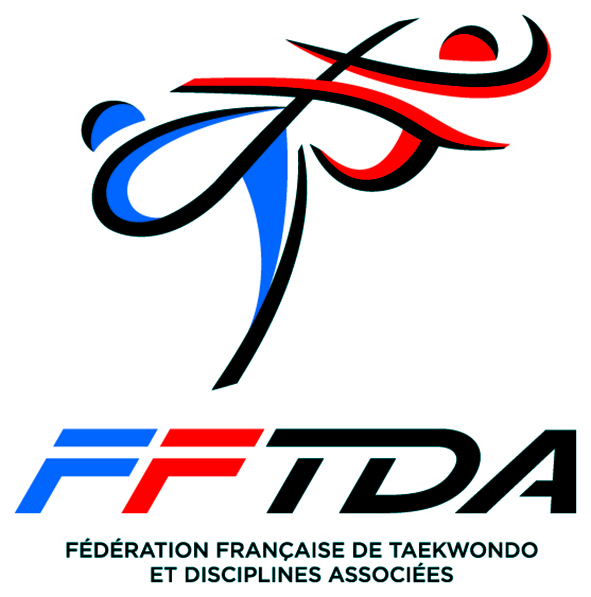 FFTDA
FÉDÉRATION FRANÇAISE DE TAEKWONDO
ET DISCIPLINES ASSOCIÉES